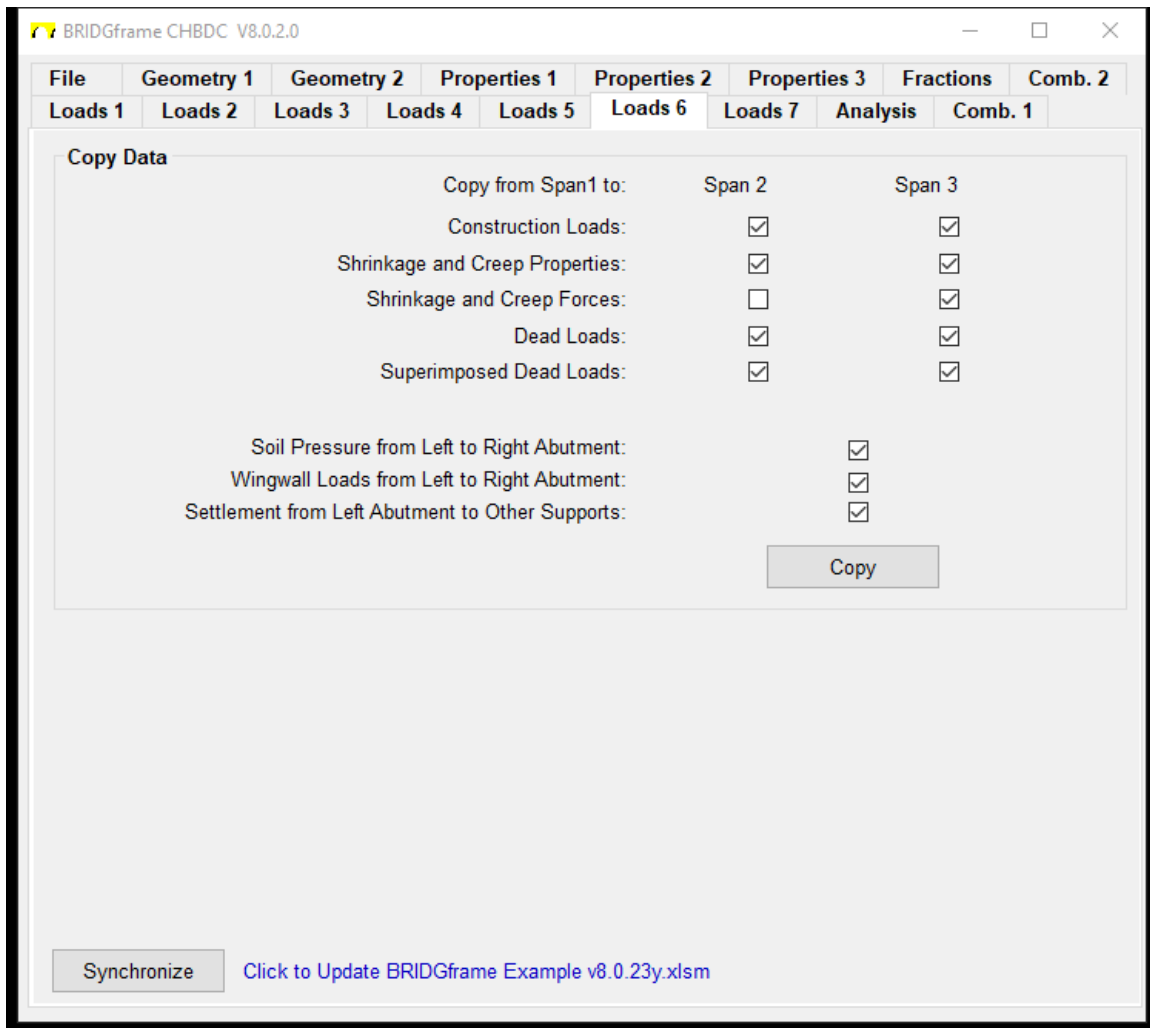 BRIDGframe CHBDC V8.0.2.0
File Geometry 1 Geometry 2 Properties 1 Properties 2 Properties 3 Fractions Comb. 2
Loads 1 Loads 2 Loads 3 Loads 4 Loads 5 Loads 6 Loads 7 Analysis Comb. 1
Copy Data
Copy from Span1 to: Span 2 Span 3
Construction Loads:
Shrinkage and Creep Properties:
Shrinkage and Creep Forces:
Dead Loads:
Superimposed Dead Loads:
Soil Pressure from Left to Right Abutment:
Wingwall Loads from Left to Right Abutment:
Settlement from Left Abutment to Other Supports:
Copy
Synchronize Click to Update BRIDGframe Example v8.0.23y.xlsm